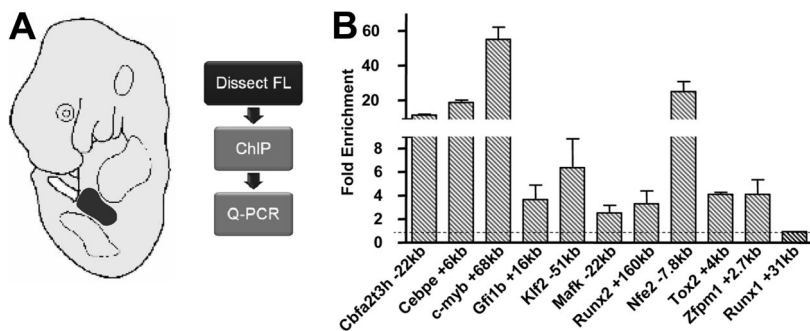 A
Dissect FL
ChIP
Q-PCR
B
Fold Enrichment
60
40
20
8
6
4
2
0
Cbfa2t3h -22kb
Cebpe +6kb
c-myb +68kb
Gfi1b +16kb
Klf2 -51kb
Mafk -22kb
Runx2 +160kb
Nfe2 -7.8kb
Tox2 +4kb
Zfpm1 +2.7kb
Runx1 +31kb